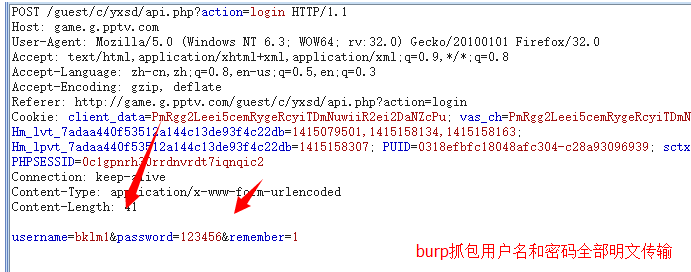 POST /guest/c/yxsd/api.php?action=login HTTP/1.1
Host: game.g.pptv.com
User-Agent: Mozilla/5.0 (Windows NT 6.3; WOW64; rv:32.0) Gecko/20100101 Firefox/32.0
Accept: text/html,application/xhtml+xml,application/xml;q=0.9,*/*;q=0.8
Accept-Language: zh-cn,zh;q=0.8,en-us;q=0.5,en;q=0.3
Accept-Encoding: gzip, deflate
Referer: http://game.g.pptv.com/guest/c/yxsd/api.php?action=login
Cookie: client_data=PmRgg2Leei5cemRygeRcyiTDmNuwiiR2ei2DaNZcPu; vas_ch=PmRgg2Leei5cemRygeRcyiTDmN
Hm_lvt_7adaa440f53512a144c13de93f4c22db=1415079501,1415158134,1415158163;
Hm_lpvt_7adaa440f53512a144c13de93f4c22db=1415158307; PUID=0318efbfc18048afc304-c28a93096939; sctx
PHPSESSID=0c1gpnrh30rrdnvrdt7iqnqic2
Connection: keep-alive
Content-Type: application/x-www-form-urlencoded
Content-Length: 41
username=bklm1&password=123456&remember=1
burp抓包用户名和密码全部明文传输